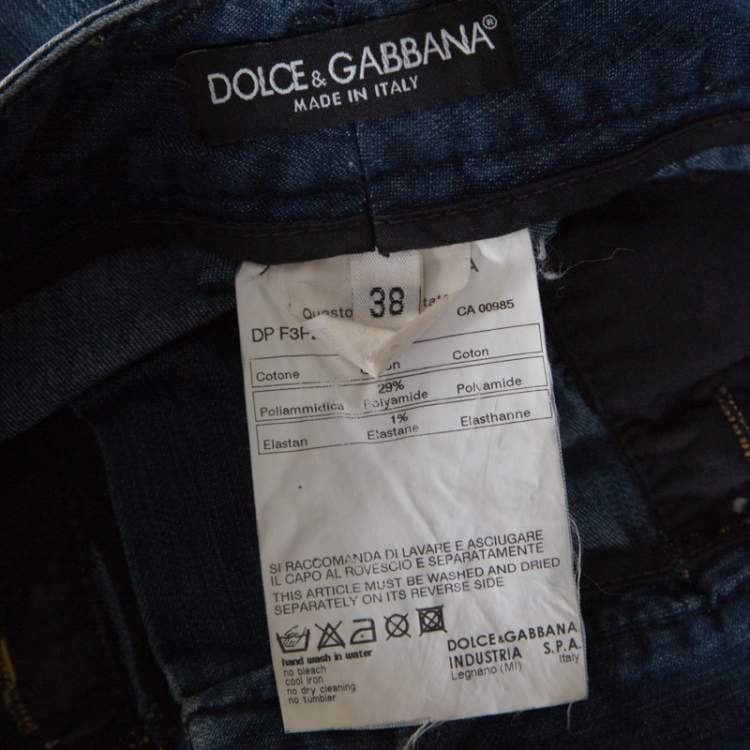 DOLCE & GABBANA®
MADE IN ITALY
38
Questo
CA 00985
DP
Cotone Coton
29%
Poliammidica Polyamide Polyamide
1%
Elastan Elastane Elasthanne
SI RACCOMANDA DI LAVARE E ASCIUGARE
IL CAPO AL ROVESCIO E SEPARATAMENTE
THIS ARTICLE MUST BE WASHED AND DRIED
SEPARATELY ON ITS REVERSE SIDE
hand wash in water
no bleach
cool iron
no dry cleaning
no tumbler
DOLCE&GABBANA
INDUSTRIA S.P.A.
Legnano (MI) Italy